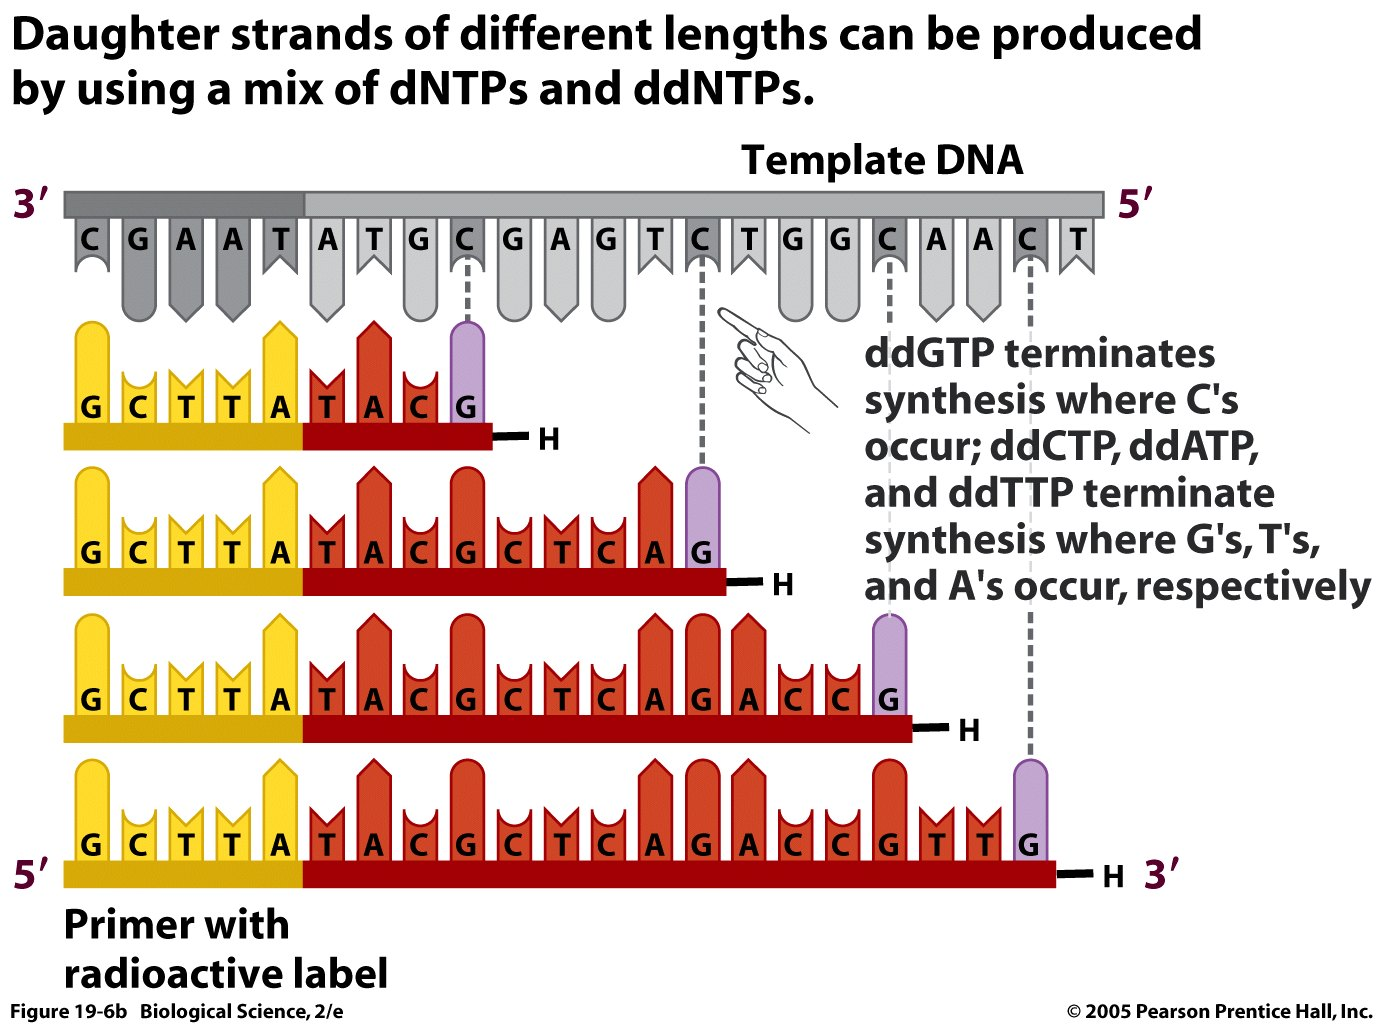 Daughter strands of different lengths can be produced
by using a mix of dNTPs and ddNTPs.
Template DNA
3′ 5′
C G A A T A T G C G A G T C T G G C A A C T
ddGTP terminates
synthesis where C's
occur; ddCTP, ddATP,
and ddTTP terminate
synthesis where G's, T's,
and A's occur, respectively
G C T T A T A C G
H
G C T T A T A C G C T C A G
H
G C T T A T A C G C T C A G A C C G
H
G C T T A T A C G C T C A G A C C G T T G
5′ H 3′
Primer with
radioactive label
Figure 19-6b Biological Science, 2/e © 2005 Pearson Prentice Hall, Inc.